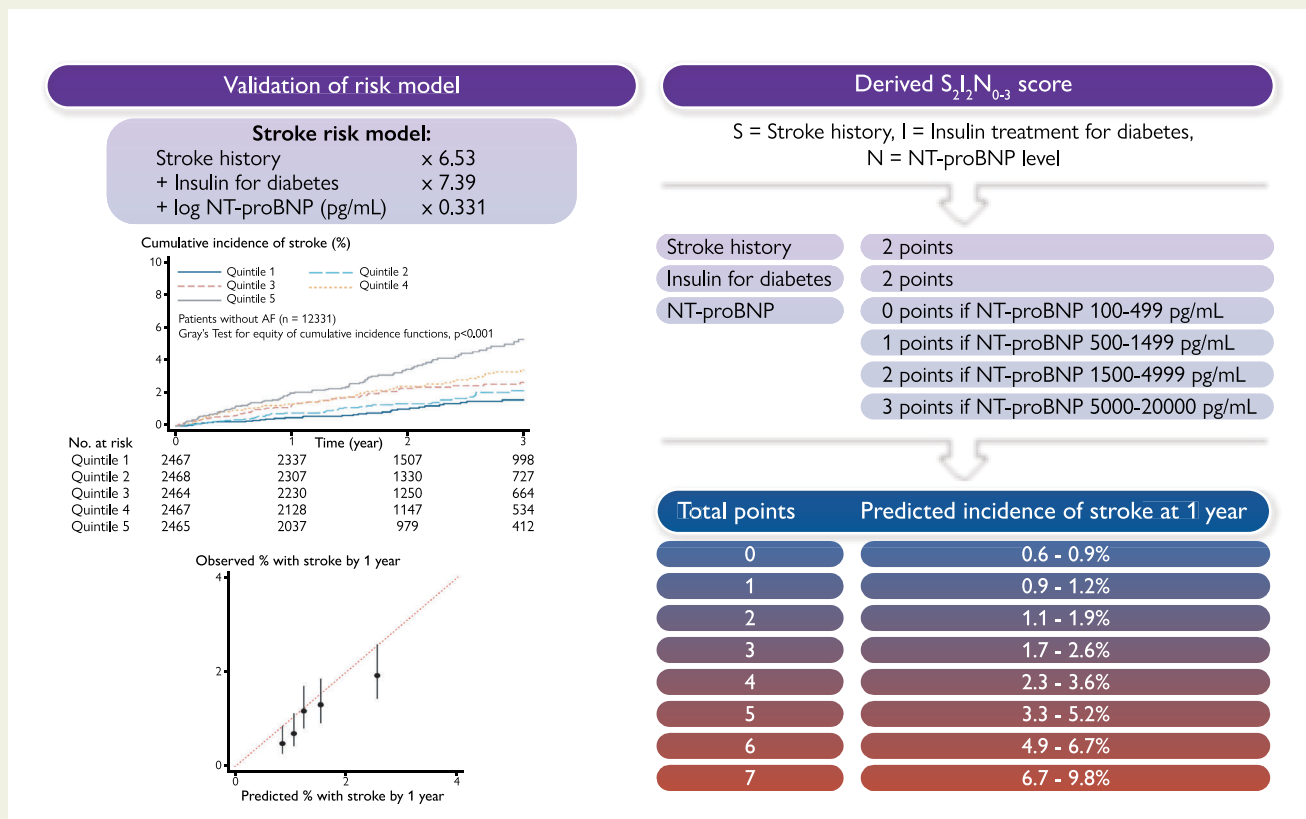 Validation of risk model
Stroke risk model:
Stroke history x 6.53
+ Insulin for diabetes x 7.39
+ log NT-proBNP (pg/mL) x 0.331
Cumulative incidence of stroke (%)
10
8
6
4
2
0
Quintile 1 Quintile 2
Quintile 3 Quintile 4
Quintile 5
Patients without AF (n = 12331)
Gray's Test for equity of cumulative incidence functions, p<0.001
0 1 2 3
No. at risk Time (year)
Quintile 1 2467 2337 1507 998
Quintile 2 2468 2307 1330 727
Quintile 3 2464 2230 1250 664
Quintile 4 2467 2128 1147 534
Quintile 5 2465 2037 979 412
Observed % with stroke by 1 year
4
2
0
0 2 4
Predicted % with stroke by 1 year
Derived S₂I₂N₀₋₃ score
S = Stroke history, I = Insulin treatment for diabetes,
N = NT-proBNP level
Stroke history 2 points
Insulin for diabetes 2 points
NT-proBNP 0 points if NT-proBNP 100-499 pg/mL
1 points if NT-proBNP 500-1499 pg/mL
2 points if NT-proBNP 1500-4999 pg/mL
3 points if NT-proBNP 5000-20000 pg/mL
Total points Predicted incidence of stroke at 1 year
0 0.6 - 0.9%
1 0.9 - 1.2%
2 1.1 - 1.9%
3 1.7 - 2.6%
4 2.3 - 3.6%
5 3.3 - 5.2%
6 4.9 - 6.7%
7 6.7 - 9.8%